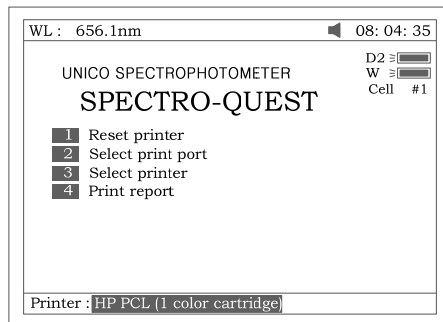 WL : 656.1nm 08: 04: 35
D2
W
Cell #1
UNICO SPECTROPHOTOMETER
SPECTRO-QUEST
1 Reset printer
2 Select print port
3 Select printer
4 Print report
Printer : HP PCL (1 color cartridge)